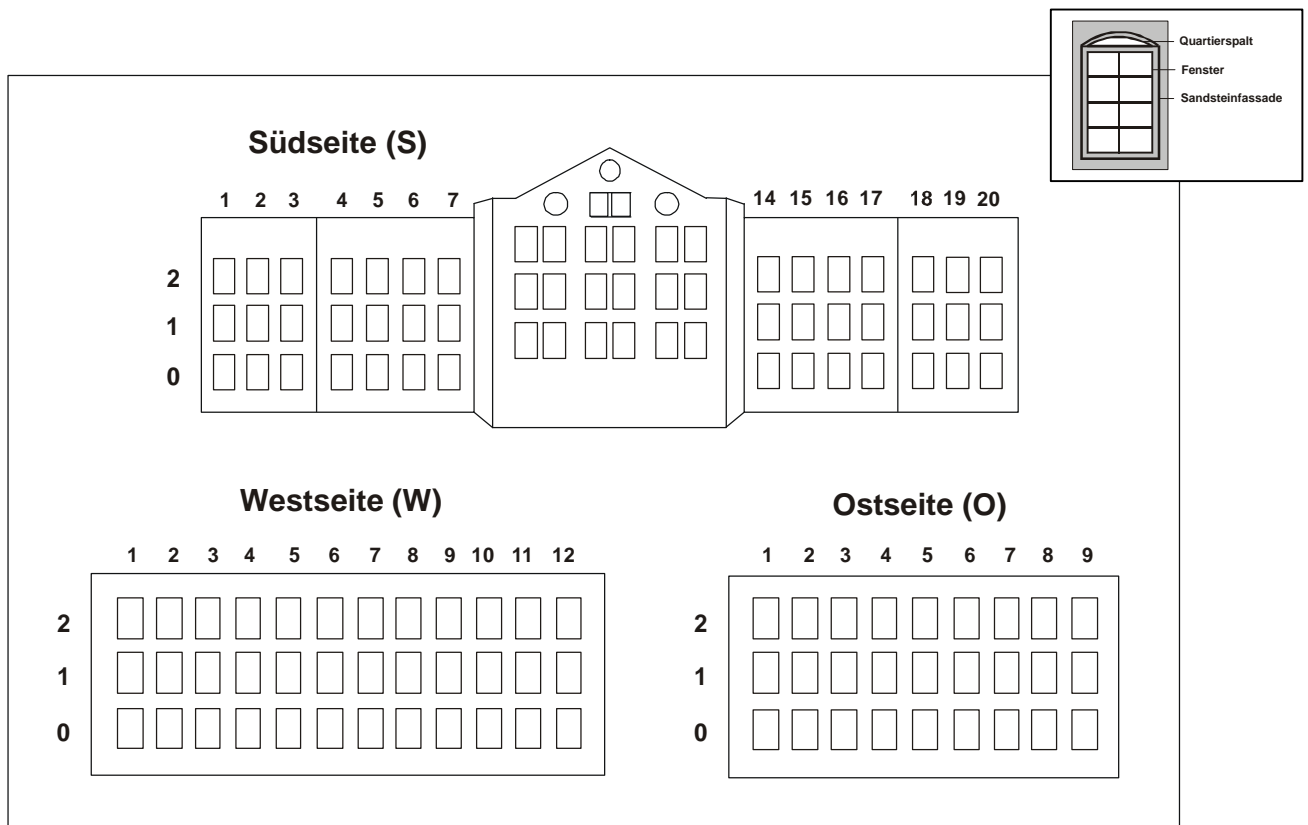 Quartierspalt
Fenster
Sandsteinfassade
Südseite (S)
1 2 3 4 5 6 7 14 15 16 17 18 19 20
2
1
0
Westseite (W)
1 2 3 4 5 6 7 8 9 10 11 12
2
1
0
Ostseite (O)
1 2 3 4 5 6 7 8 9
2
1
0